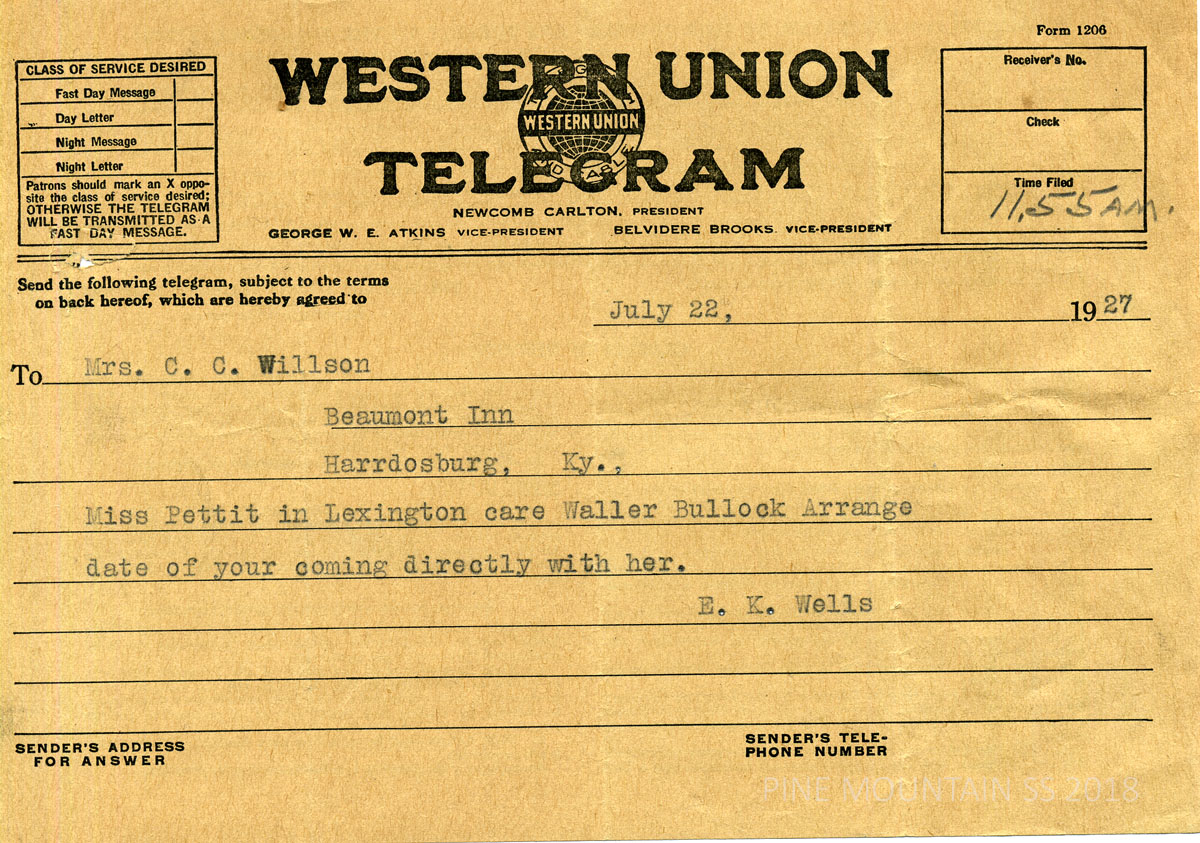 Form 1206
CLASS OF SERVICE DESIRED
Fast Day Message
Day Letter
Night Message
Night Letter
Patrons should mark an X oppo-
site the class of service desired;
OTHERWISE THE TELEGRAM
WILL BE TRANSMITTED AS A
FAST DAY MESSAGE.
WESTERN UNION
WESTERN UNION
TELEGRAM
NEWCOMB CARLTON, PRESIDENT
GEORGE W. E. ATKINS VICE-PRESIDENT BELVIDERE BROOKS. VICE-PRESIDENT
Receiver's No.
Check
Time Filed
11,55 AM.
Send the following telegram, subject to the terms
on back hereof, which are hereby agreed to
July 22, 1927
To Mrs. C. C. Willson
Beaumont Inn
Harrdosburg, Ky.,
Miss Pettit in Lexington care Waller Bullock Arrange
date of your coming directly with her.
E. K. Wells
SENDER'S ADDRESS
FOR ANSWER
SENDER'S TELE-
PHONE NUMBER
PINE MOUNTAIN SS 2018